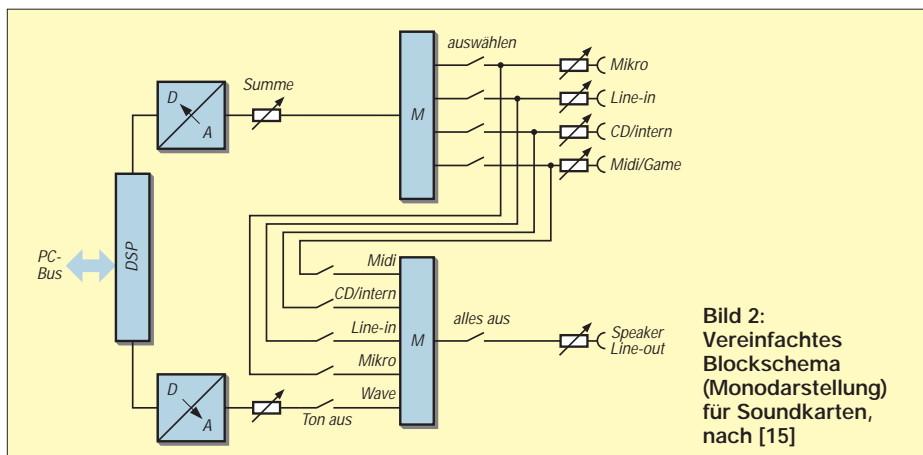 auswählen
Mikro
Summe
D
A
M
Line-in
CD/intern
Midi/Game
DSP
PC-
Bus
Midi
CD/intern
Line-in
Mikro
Wave
M
alles aus
Speaker
Line-out
D
A
Ton aus
Bild 2:
Vereinfachtes
Blockschema
(Monodarstellung)
für Soundkarten,
nach [15]